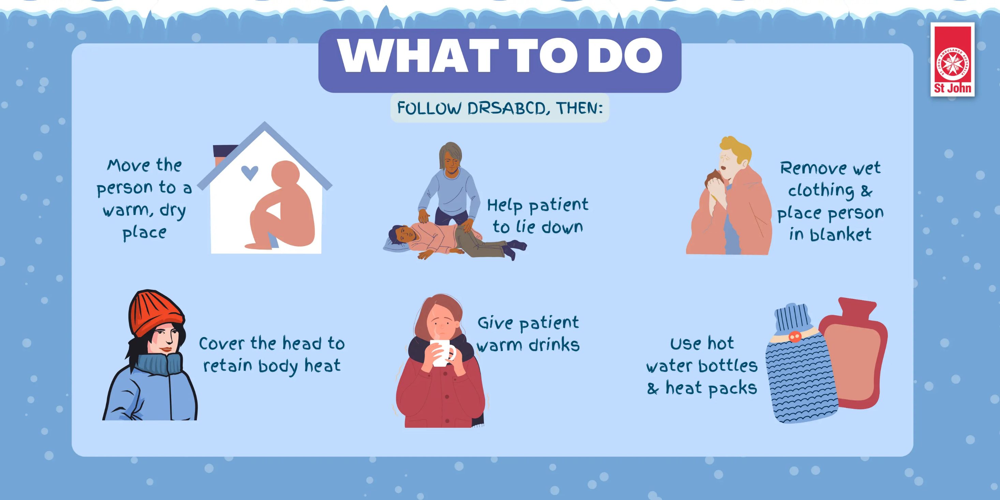 WHAT TO DO
FOLLOW DRSABCD, THEN:
ST JOHN AMBULANCE AUSTRALIA
St John
Move the
person to a
warm, dry
place
Help patient
to lie down
Remove wet
clothing &
place person
in blanket
Cover the head to
retain body heat
Give patient
warm drinks
Use hot
water bottles
& heat packs